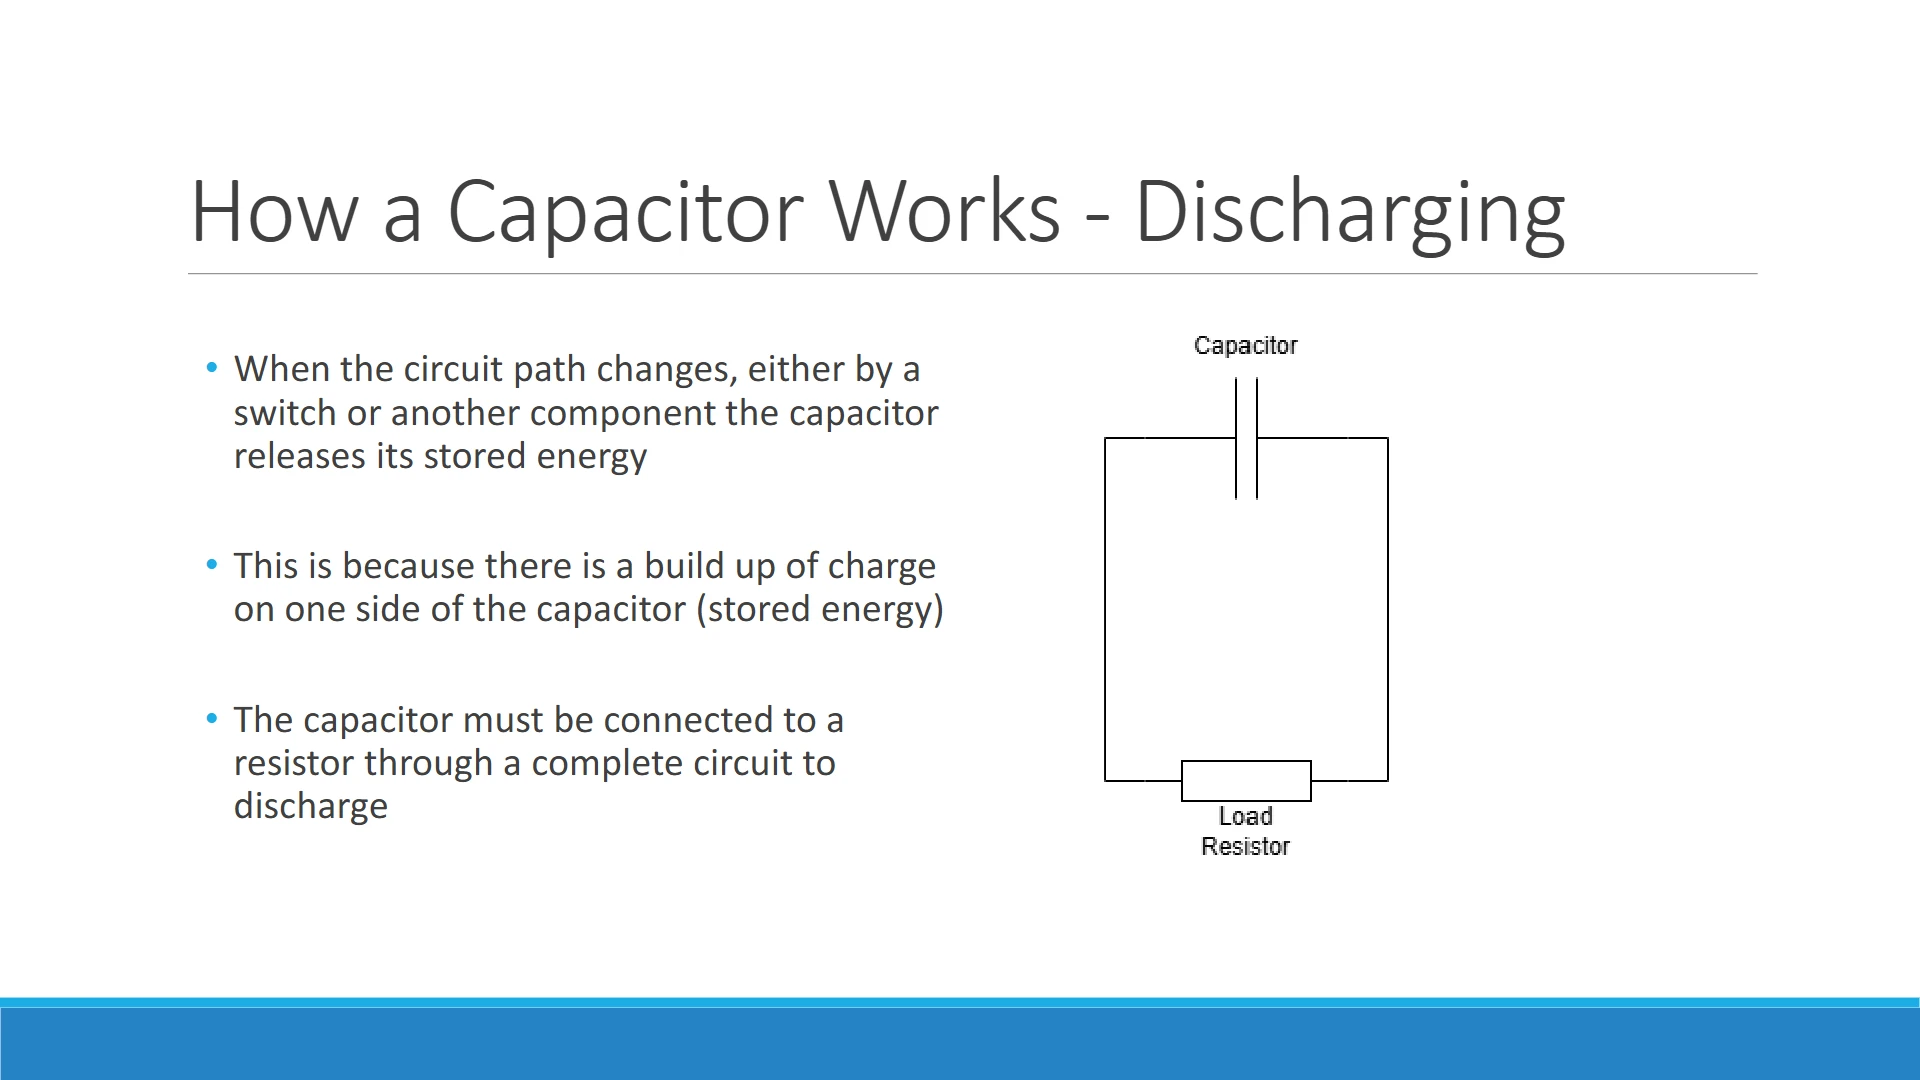 How a Capacitor Works - Discharging
• When the circuit path changes, either by a
switch or another component the capacitor
releases its stored energy
• This is because there is a build up of charge
on one side of the capacitor (stored energy)
• The capacitor must be connected to a
resistor through a complete circuit to
discharge
Capacitor
Load
Resistor